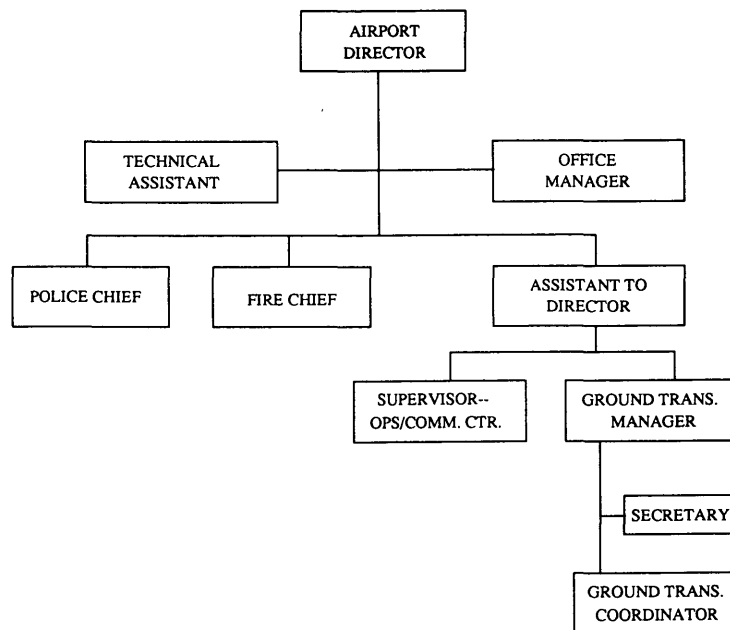 AIRPORT
DIRECTOR
TECHNICAL
ASSISTANT
OFFICE
MANAGER
POLICE CHIEF
FIRE CHIEF
ASSISTANT TO
DIRECTOR
SUPERVISOR--
OPS/COMM. CTR.
GROUND TRANS.
MANAGER
SECRETARY
GROUND TRANS.
COORDINATOR